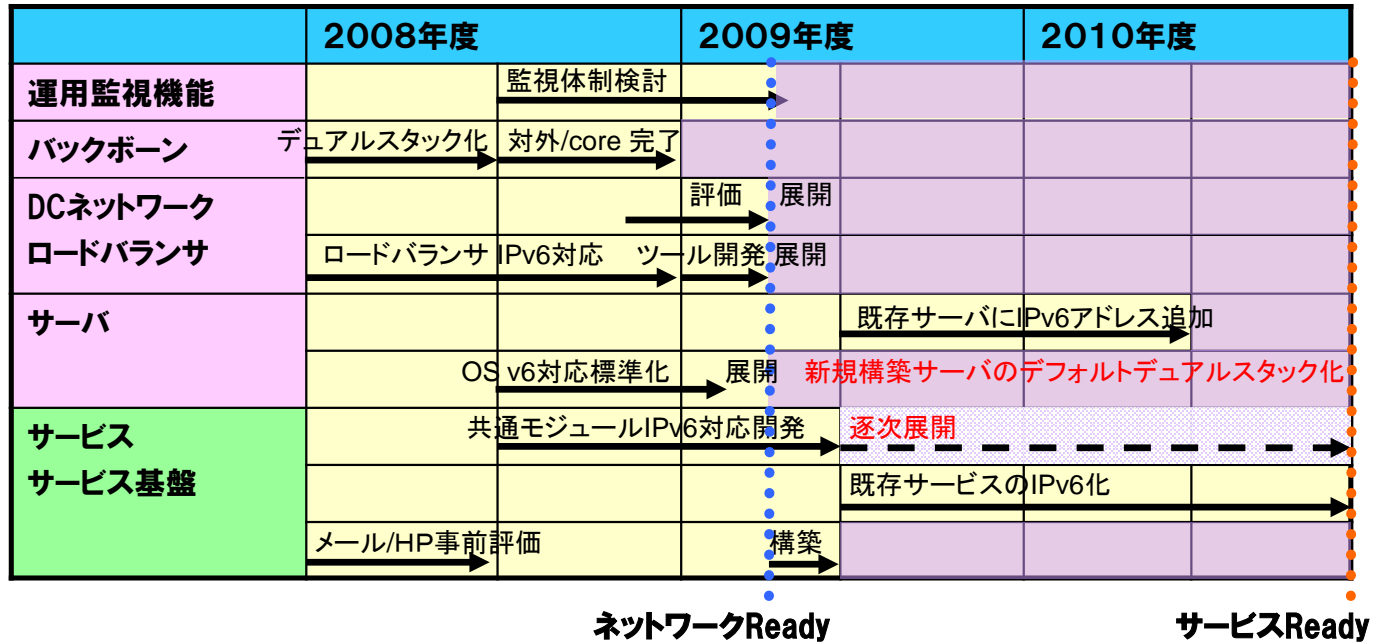 2008年度
2009年度
2010年度
運用監視機能
監視体制検討
バックボーン
デュアルスタック化
対外/core 完了
DCネットワーク
ロードバランサ
評価
展開
ロードバランサ IPv6対応
ツール開発
展開
サーバ
既存サーバにIPv6アドレス追加
OS v6対応標準化
展開
新規構築サーバのデフォルトデュアルスタック化
サービス
サービス基盤
共通モジュールIPv6対応開発
逐次展開
既存サービスのIPv6化
メール/HP事前評価
構築
ネットワークReady
サービスReady